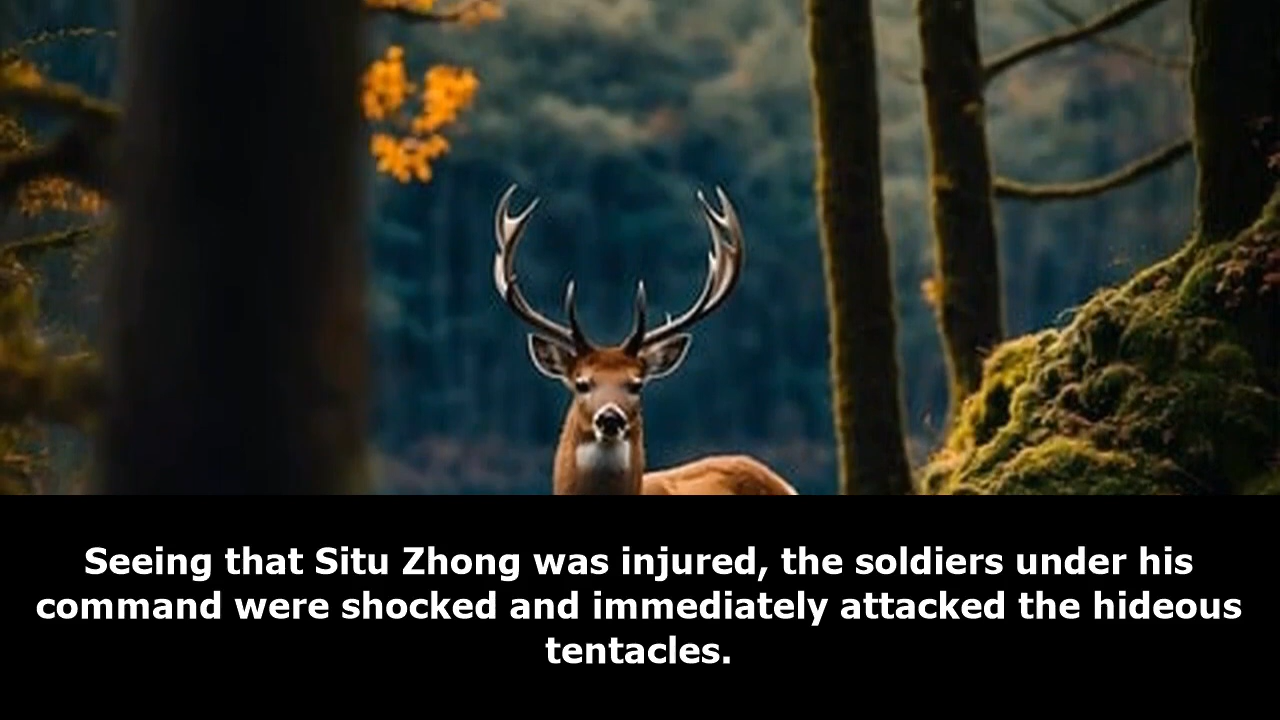 Seeing that Situ Zhong was injured, the soldiers under his
command were shocked and immediately attacked the hideous
tentacles.